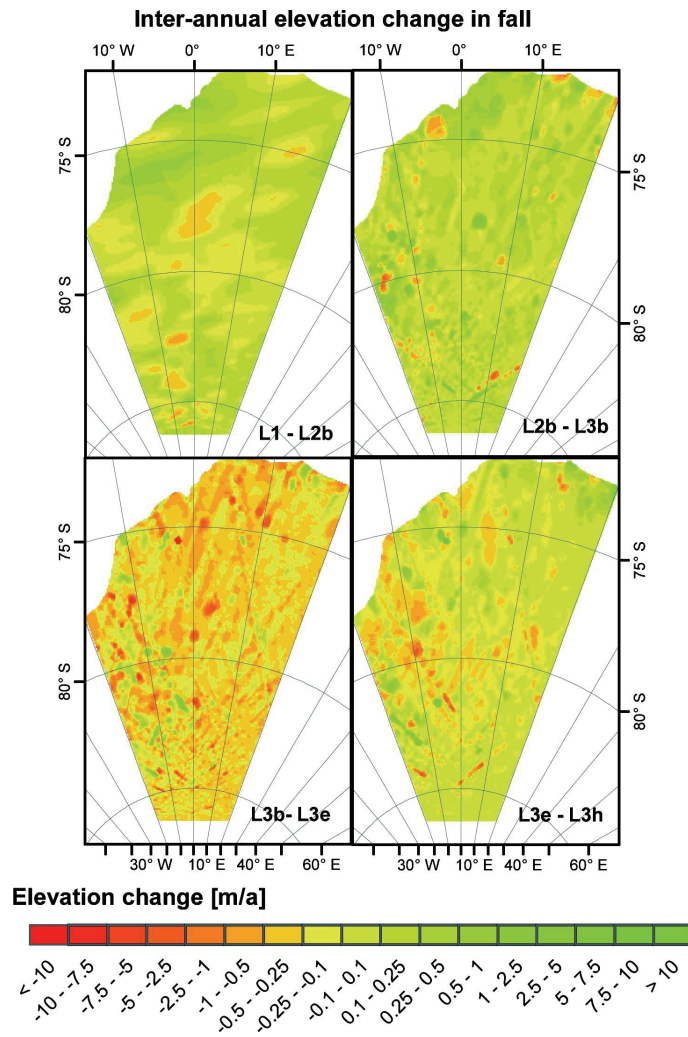 Inter-annual elevation change in fall
10° W 0° 10° E 10° W 0° 10° E
75° S
80° S
L1 - L2b
75° S
80° S
L2b - L3b
75° S
80° S
L3b- L3e
75° S
80° S
L3e - L3h
30° W 10° E 40° E 60° E 30° W 10° E 40° E 60° E
Elevation change [m/a]
< -10
-10 - -7.5
-7.5 - -5
-5 - -2.5
-2.5 - -1
-1 - -0.5
-0.5 - -0.25
-0.25 - -0.1
-0.1 - 0.1
0.1 - 0.25
0.25 - 0.5
0.5 - 1
1 - 2.5
2.5 - 5
5 - 7.5
7.5 - 10
> 10